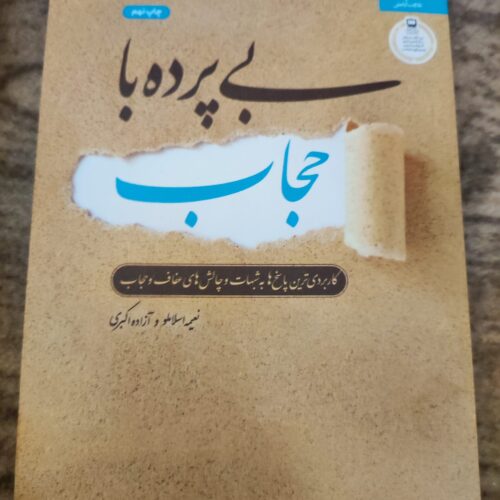 چاپ نهم
بی پرده با
حجاب
کاربردی‌ترین پاسخ‌ها به شبهات و چالش‌های عفاف و حجاب
نعیمه اسلاملو و آزاده اکبری